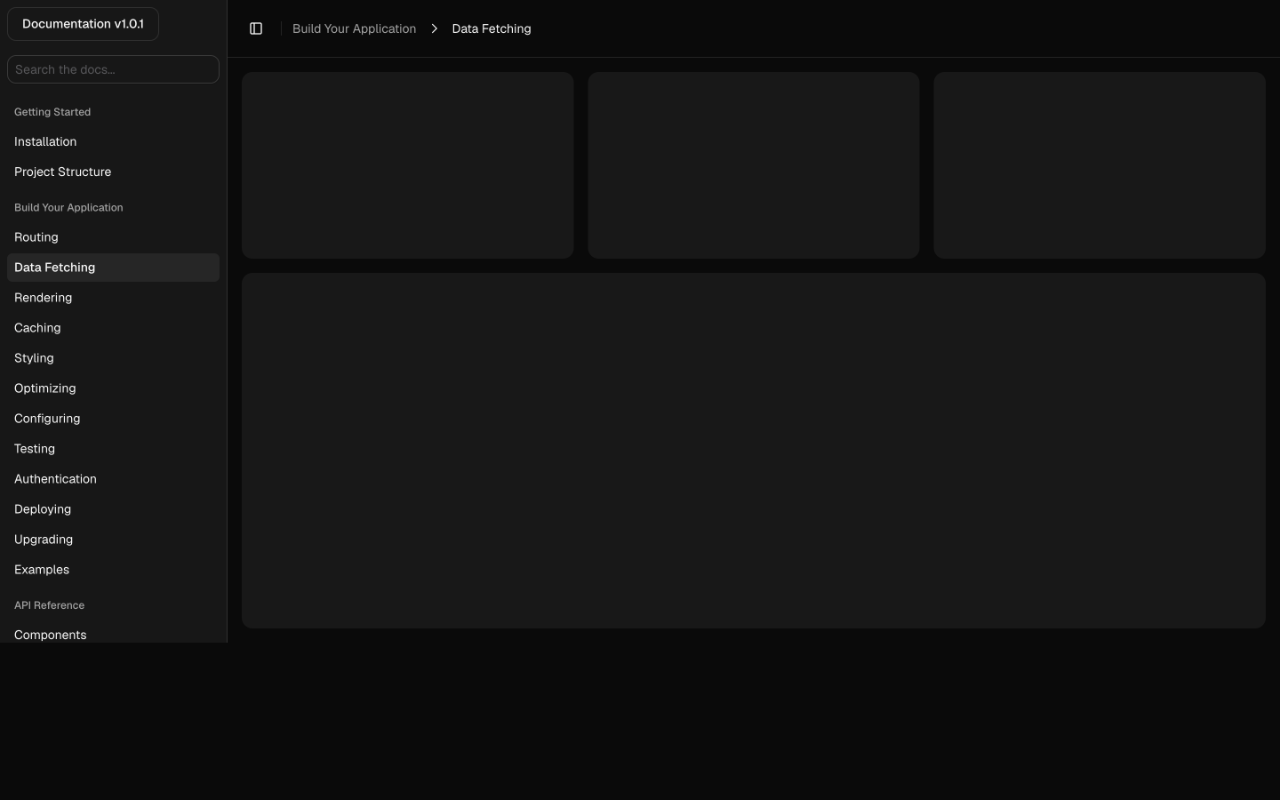 Documentation v1.0.1
Search the docs...
Getting Started
Installation
Project Structure
Build Your Application
Routing
Data Fetching
Rendering
Caching
Styling
Optimizing
Configuring
Testing
Authentication
Deploying
Upgrading
Examples
API Reference
Components
Build Your Application
Data Fetching